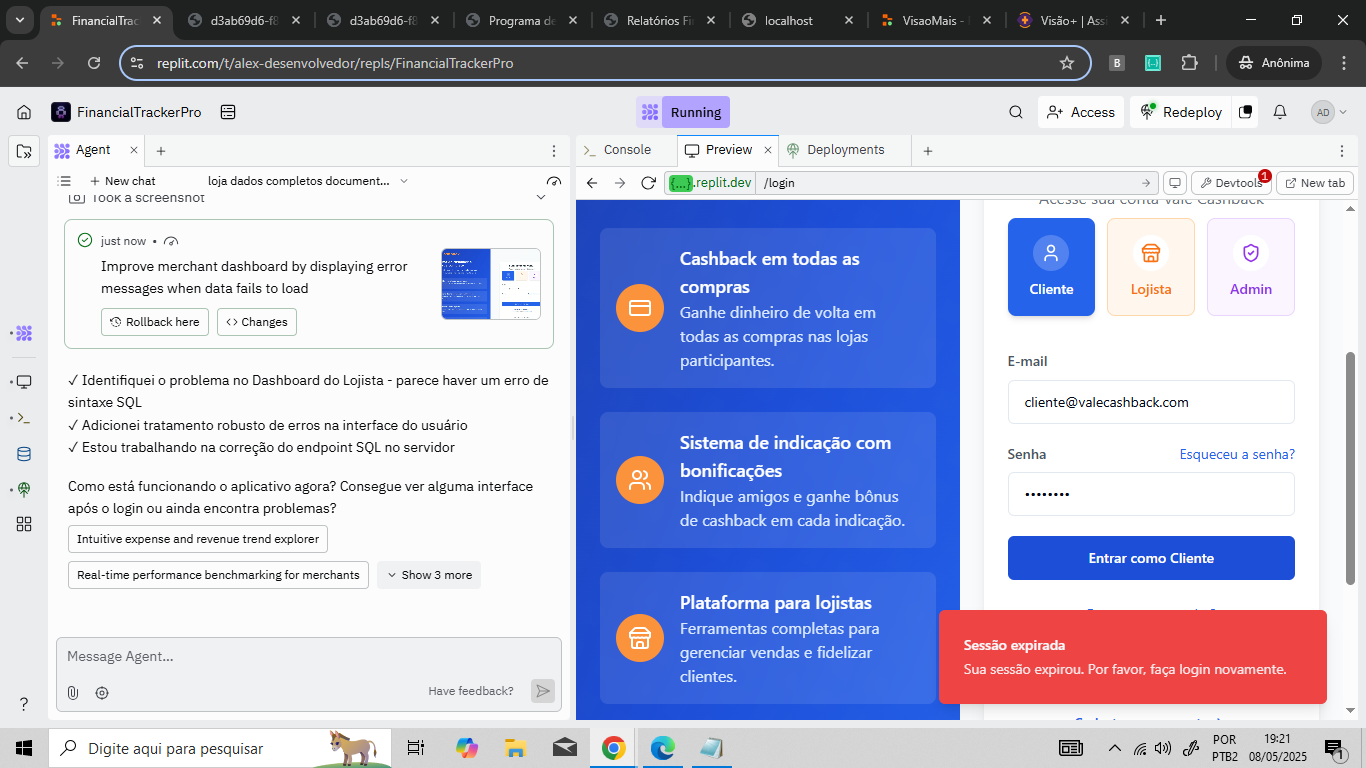 FinancialTracker
d3ab69d6-f8
d3ab69d6-f8
Programa de
Relatórios Fi
localhost
VisaoMais -
Visão+ | Assi
replit.com/t/alex-desenvolvedor/repls/FinancialTrackerPro
B
Anônima
FinancialTrackerPro
Running
Access
Redeploy
AD
Agent
Console
Preview
Deployments
New chat
loja dados completos document...
{...}.replit.dev
/login
Devtools
1
New tab
Took a screenshot
just now •
Improve merchant dashboard by displaying error
messages when data fails to load
Rollback here
Changes
✓ Identifiquei o problema no Dashboard do Lojista - parece haver um erro de
sintaxe SQL
✓ Adicionei tratamento robusto de erros na interface do usuário
✓ Estou trabalhando na correção do endpoint SQL no servidor
Como está funcionando o aplicativo agora? Consegue ver alguma interface
após o login ou ainda encontra problemas?
Intuitive expense and revenue trend explorer
Real-time performance benchmarking for merchants
Show 3 more
Message Agent...
Have feedback?
?
Cashback em todas as
compras
Ganhe dinheiro de volta em
todas as compras nas lojas
participantes.
Sistema de indicação com
bonificações
Indique amigos e ganhe bônus
de cashback em cada indicação.
Plataforma para lojistas
Ferramentas completas para
gerenciar vendas e fidelizar
clientes.
Acesse sua conta Vale Cashback
Cliente
Lojista
Admin
E-mail
cliente@valecashback.com
Senha
Esqueceu a senha?
••••••••
Entrar como Cliente
Sessão expirada
Sua sessão expirou. Por favor, faça login novamente.
Digite aqui para pesquisar
POR
PTB2
19:21
08/05/2025
1